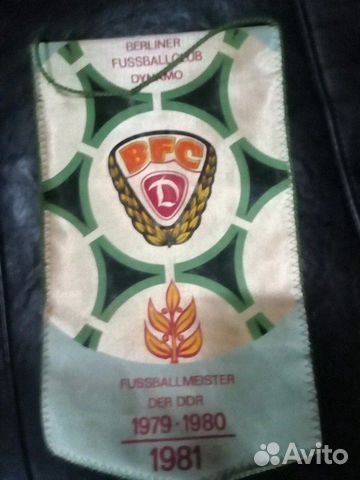 BERLINER
FUSSBALLCLUB
DYNAMO
BFC
D
FUSSBALLMEISTER
DER DDR
1979 · 1980
1981
Avito